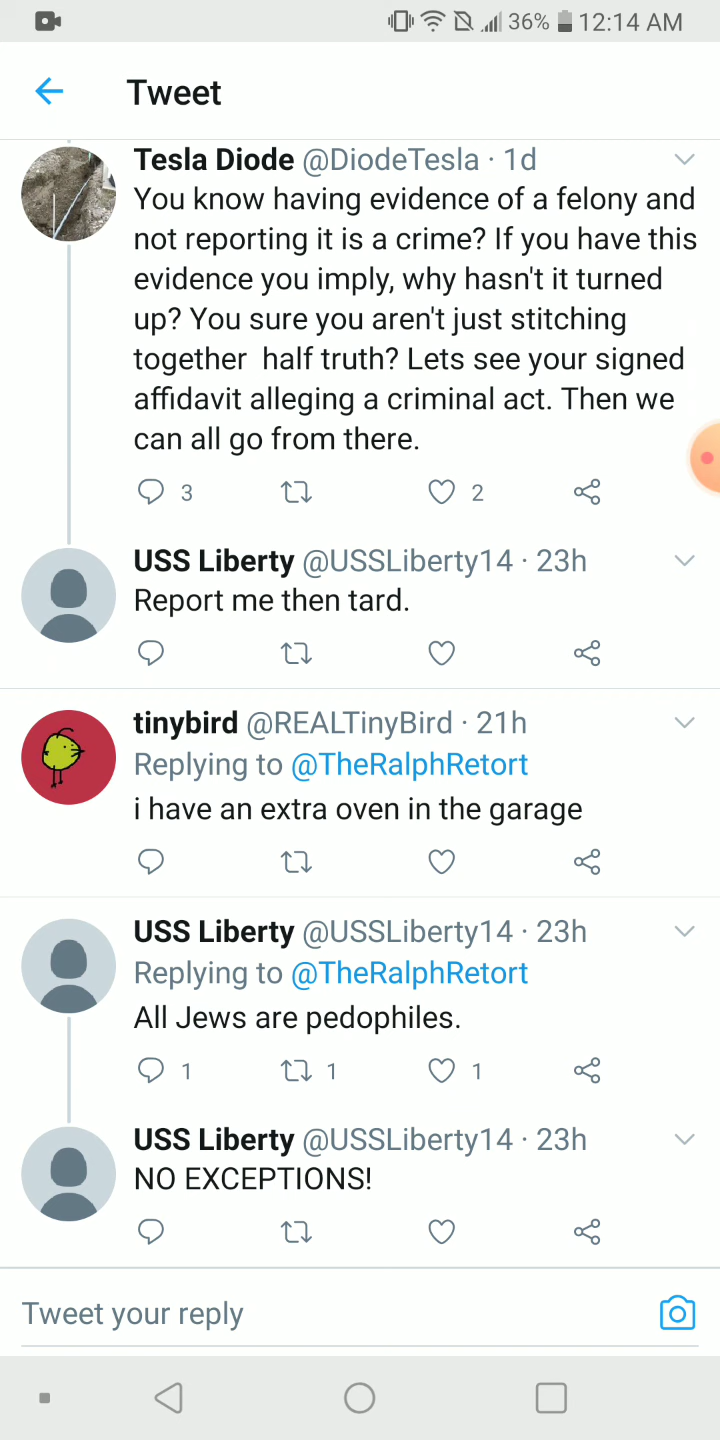 36% 12:14 AM
Tweet
Tesla Diode @DiodeTesla · 1d
You know having evidence of a felony and
not reporting it is a crime? If you have this
evidence you imply, why hasn't it turned
up? You sure you aren't just stitching
together  half truth? Lets see your signed
affidavit alleging a criminal act. Then we
can all go from there.
3 2
USS Liberty @USSLiberty14 · 23h
Report me then tard.
tinybird @REALTinyBird · 21h
Replying to @TheRalphRetort
i have an extra oven in the garage
USS Liberty @USSLiberty14 · 23h
Replying to @TheRalphRetort
All Jews are pedophiles.
1 1 1
USS Liberty @USSLiberty14 · 23h
NO EXCEPTIONS!
Tweet your reply